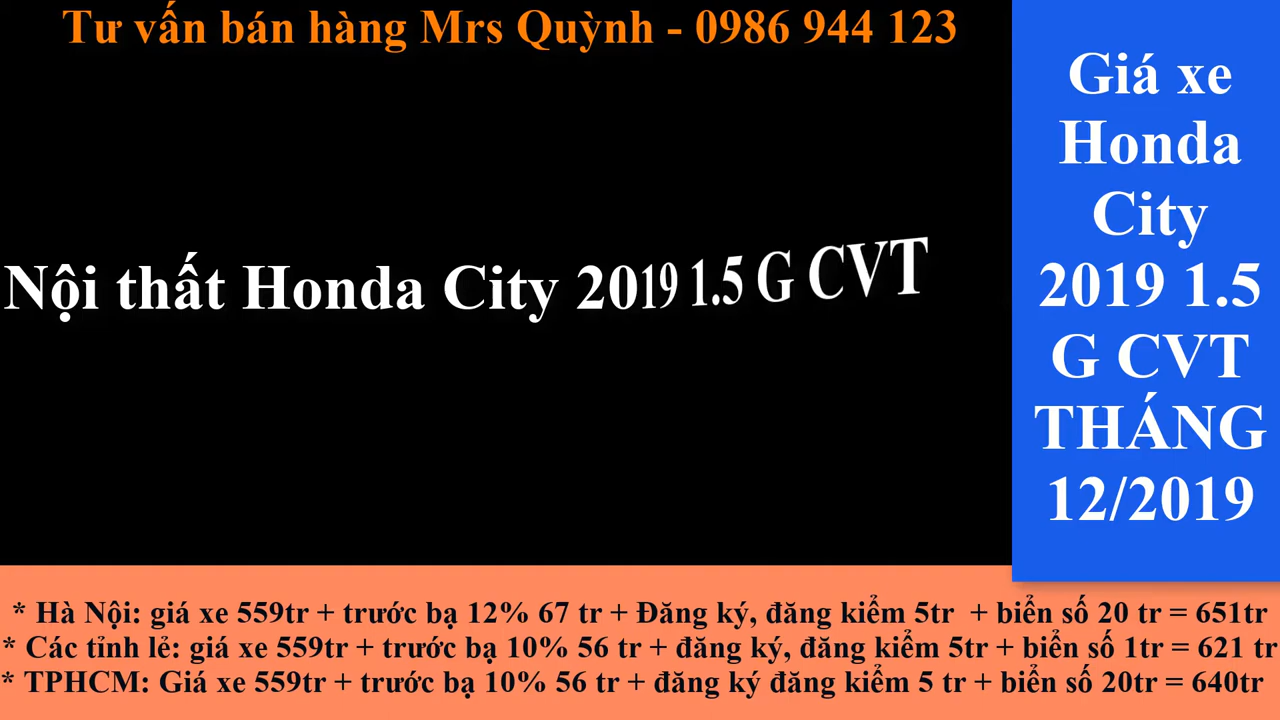 Tư vấn bán hàng Mrs Quỳnh - 0986 944 123
Nội thất Honda City 2019 1.5 G CVT
Giá xe
Honda
City
2019 1.5
G CVT
THÁNG
12/2019
* Hà Nội: giá xe 559tr + trước bạ 12% 67 tr + Đăng ký, đăng kiểm 5tr + biển số 20 tr = 651tr
* Các tỉnh lẻ: giá xe 559tr + trước bạ 10% 56 tr + đăng ký, đăng kiểm 5tr + biển số 1tr = 621 tr
* TPHCM: Giá xe 559tr + trước bạ 10% 56 tr + đăng ký đăng kiểm 5 tr + biển số 20tr = 640tr